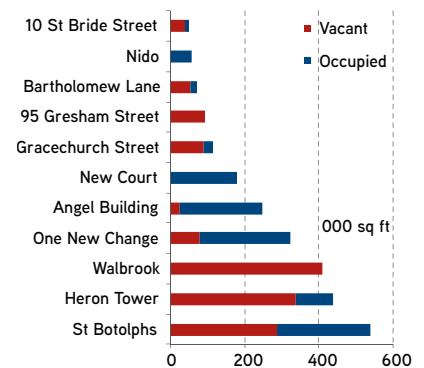 10 St Bride Street
Vacant
Nido
Occupied
Bartholomew Lane
95 Gresham Street
Gracechurch Street
New Court
Angel Building
000 sq ft
One New Change
Walbrook
Heron Tower
St Botolphs
0 200 400 600